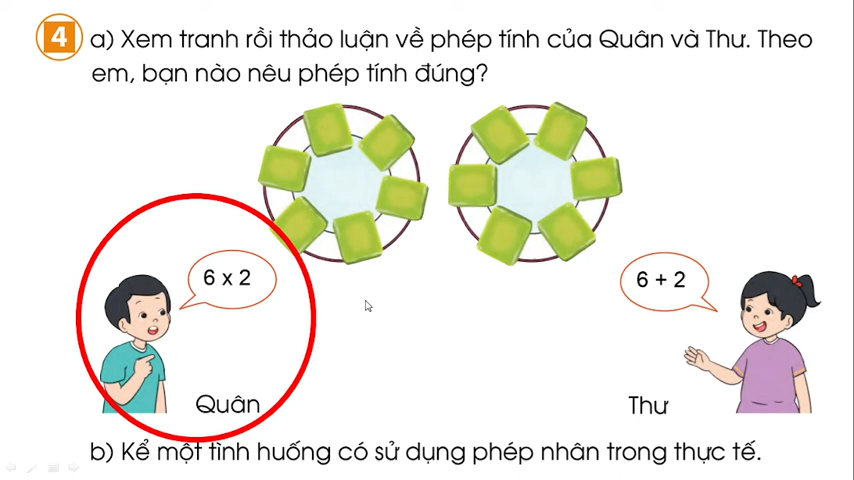 4 a) Xem tranh rồi thảo luận về phép tính của Quân và Thư. Theo
em, bạn nào nêu phép tính đúng?
6 x 2
6 + 2
Quân
Thư
b) Kể một tình huống có sử dụng phép nhân trong thực tế.